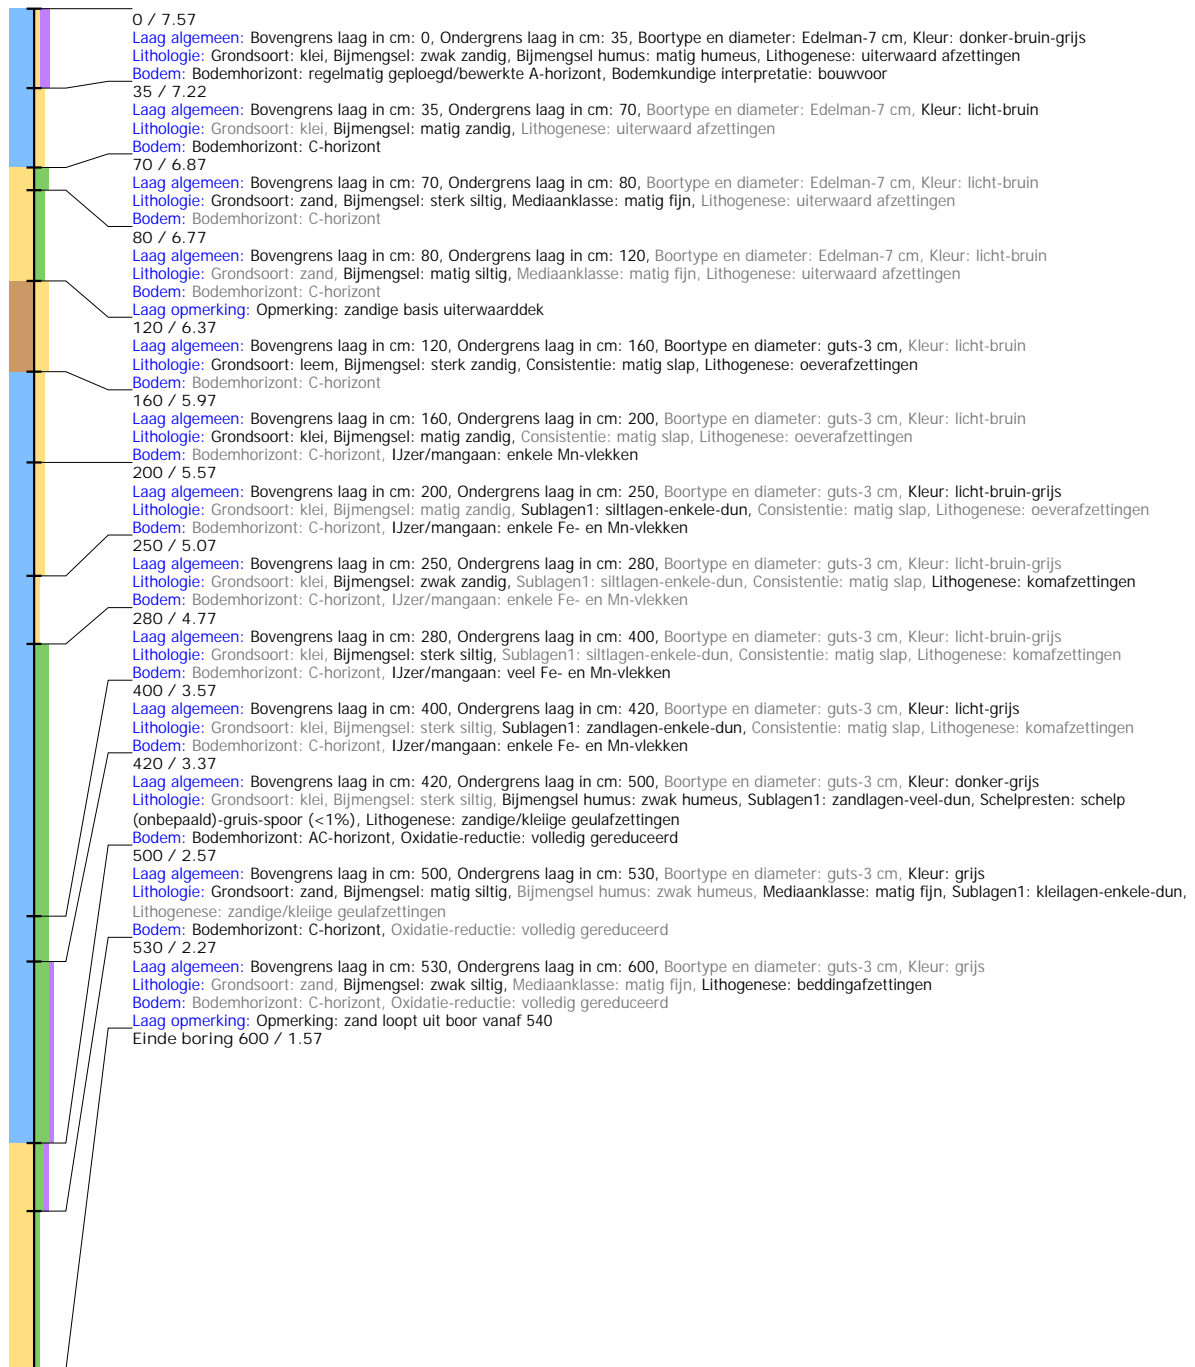 0 / 7.57
Laag algemeen: Bovengrens laag in cm: 0, Ondergrens laag in cm: 35, Boortype en diameter: Edelman-7 cm, Kleur: donker-bruin-grijs
Lithologie: Grondsoort: klei, Bijmengsel: zwak zandig, Bijmengsel humus: matig humeus, Lithogenese: uiterwaard afzettingen
Bodem: Bodemhorizont: regelmatig geploegd/bewerkte A-horizont, Bodemkundige interpretatie: bouwvoor
35 / 7.22
Laag algemeen: Bovengrens laag in cm: 35, Ondergrens laag in cm: 70, Boortype en diameter: Edelman-7 cm, Kleur: licht-bruin
Lithologie: Grondsoort: klei, Bijmengsel: matig zandig, Lithogenese: uiterwaard afzettingen
Bodem: Bodemhorizont: C-horizont
70 / 6.87
Laag algemeen: Bovengrens laag in cm: 70, Ondergrens laag in cm: 80, Boortype en diameter: Edelman-7 cm, Kleur: licht-bruin
Lithologie: Grondsoort: zand, Bijmengsel: sterk siltig, Mediaanklasse: matig fijn, Lithogenese: uiterwaard afzettingen
Bodem: Bodemhorizont: C-horizont
80 / 6.77
Laag algemeen: Bovengrens laag in cm: 80, Ondergrens laag in cm: 120, Boortype en diameter: Edelman-7 cm, Kleur: licht-bruin
Lithologie: Grondsoort: zand, Bijmengsel: matig siltig, Mediaanklasse: matig fijn, Lithogenese: uiterwaard afzettingen
Bodem: Bodemhorizont: C-horizont
Laag opmerking: Opmerking: zandige basis uiterwaarddek
120 / 6.37
Laag algemeen: Bovengrens laag in cm: 120, Ondergrens laag in cm: 160, Boortype en diameter: guts-3 cm, Kleur: licht-bruin
Lithologie: Grondsoort: leem, Bijmengsel: sterk zandig, Consistentie: matig slap, Lithogenese: oeverafzettingen
Bodem: Bodemhorizont: C-horizont
160 / 5.97
Laag algemeen: Bovengrens laag in cm: 160, Ondergrens laag in cm: 200, Boortype en diameter: guts-3 cm, Kleur: licht-bruin
Lithologie: Grondsoort: klei, Bijmengsel: matig zandig, Consistentie: matig slap, Lithogenese: oeverafzettingen
Bodem: Bodemhorizont: C-horizont, IJzer/mangaan: enkele Mn-vlekken
200 / 5.57
Laag algemeen: Bovengrens laag in cm: 200, Ondergrens laag in cm: 250, Boortype en diameter: guts-3 cm, Kleur: licht-bruin-grijs
Lithologie: Grondsoort: klei, Bijmengsel: matig zandig, Sublagen1: siltlagen-enkele-dun, Consistentie: matig slap, Lithogenese: oeverafzettingen
Bodem: Bodemhorizont: C-horizont, IJzer/mangaan: enkele Fe- en Mn-vlekken
250 / 5.07
Laag algemeen: Bovengrens laag in cm: 250, Ondergrens laag in cm: 280, Boortype en diameter: guts-3 cm, Kleur: licht-bruin-grijs
Lithologie: Grondsoort: klei, Bijmengsel: zwak zandig, Sublagen1: siltlagen-enkele-dun, Consistentie: matig slap, Lithogenese: komafzettingen
Bodem: Bodemhorizont: C-horizont, IJzer/mangaan: enkele Fe- en Mn-vlekken
280 / 4.77
Laag algemeen: Bovengrens laag in cm: 280, Ondergrens laag in cm: 400, Boortype en diameter: guts-3 cm, Kleur: licht-bruin-grijs
Lithologie: Grondsoort: klei, Bijmengsel: sterk siltig, Sublagen1: siltlagen-enkele-dun, Consistentie: matig slap, Lithogenese: komafzettingen
Bodem: Bodemhorizont: C-horizont, IJzer/mangaan: veel Fe- en Mn-vlekken
400 / 3.57
Laag algemeen: Bovengrens laag in cm: 400, Ondergrens laag in cm: 420, Boortype en diameter: guts-3 cm, Kleur: licht-grijs
Lithologie: Grondsoort: klei, Bijmengsel: sterk siltig, Sublagen1: zandlagen-enkele-dun, Consistentie: matig slap, Lithogenese: komafzettingen
Bodem: Bodemhorizont: C-horizont, IJzer/mangaan: enkele Fe- en Mn-vlekken
420 / 3.37
Laag algemeen: Bovengrens laag in cm: 420, Ondergrens laag in cm: 500, Boortype en diameter: guts-3 cm, Kleur: donker-grijs
Lithologie: Grondsoort: klei, Bijmengsel: sterk siltig, Bijmengsel humus: zwak humeus, Sublagen1: zandlagen-veel-dun, Schelpresten: schelp
(onbepaald)-gruis-spoor (<1%), Lithogenese: zandige/kleiige geulafzettingen
Bodem: Bodemhorizont: AC-horizont, Oxidatie-reductie: volledig gereduceerd
500 / 2.57
Laag algemeen: Bovengrens laag in cm: 500, Ondergrens laag in cm: 530, Boortype en diameter: guts-3 cm, Kleur: grijs
Lithologie: Grondsoort: zand, Bijmengsel: matig siltig, Bijmengsel humus: zwak humeus, Mediaanklasse: matig fijn, Sublagen1: kleilagen-enkele-dun,
Lithogenese: zandige/kleiige geulafzettingen
Bodem: Bodemhorizont: C-horizont, Oxidatie-reductie: volledig gereduceerd
530 / 2.27
Laag algemeen: Bovengrens laag in cm: 530, Ondergrens laag in cm: 600, Boortype en diameter: guts-3 cm, Kleur: grijs
Lithologie: Grondsoort: zand, Bijmengsel: zwak siltig, Mediaanklasse: matig fijn, Lithogenese: beddingafzettingen
Bodem: Bodemhorizont: C-horizont, Oxidatie-reductie: volledig gereduceerd
Laag opmerking: Opmerking: zand loopt uit boor vanaf 540
Einde boring 600 / 1.57